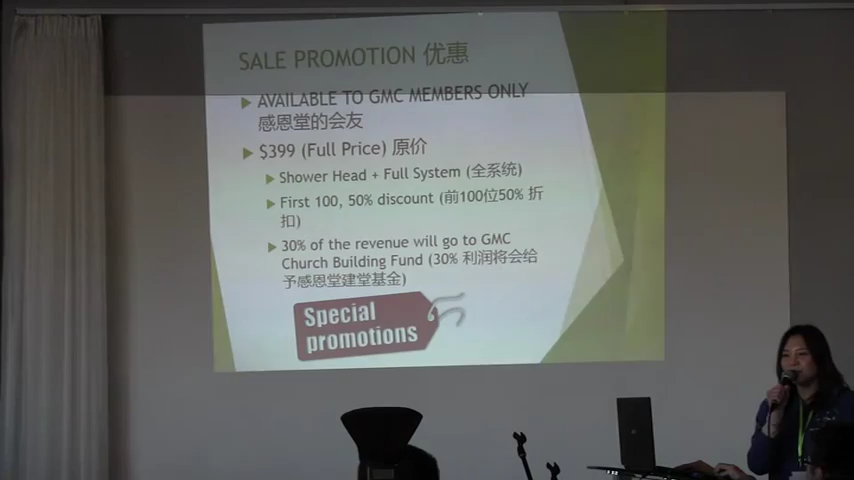 SALE PROMOTION 优惠
AVAILABLE TO GMC MEMBERS ONLY
感恩堂的会友
$399 (Full Price) 原价
Shower Head + Full System (全系统)
First 100, 50% discount (前100位50% 折
扣)
30% of the revenue will go to GMC
Church Building Fund (30% 利润将会给
予感恩堂建堂基金)
Special
promotions